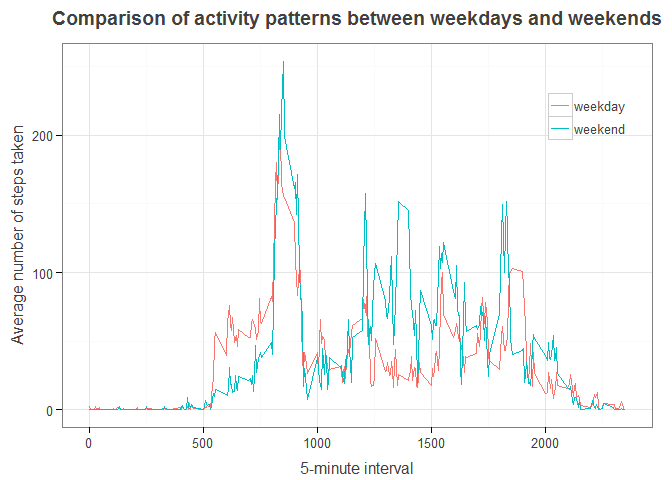 Comparison of activity patterns between weekdays and weekends
Average number of steps taken
200
100
0
weekday
weekend
0 500 1000 1500 2000
5-minute interval